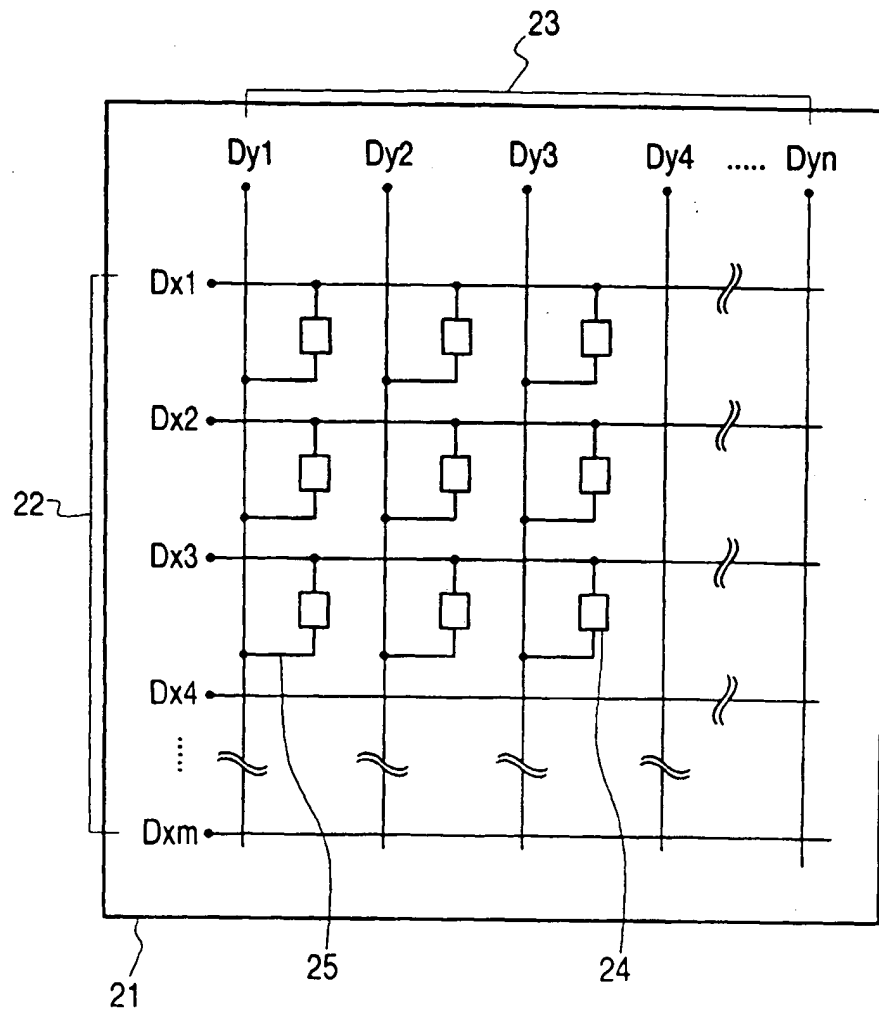 23
Dy1 Dy2 Dy3 Dy4 ..... Dyn
Dx1
Dx2
22
Dx3
Dx4
.....
Dxm
25 24
21